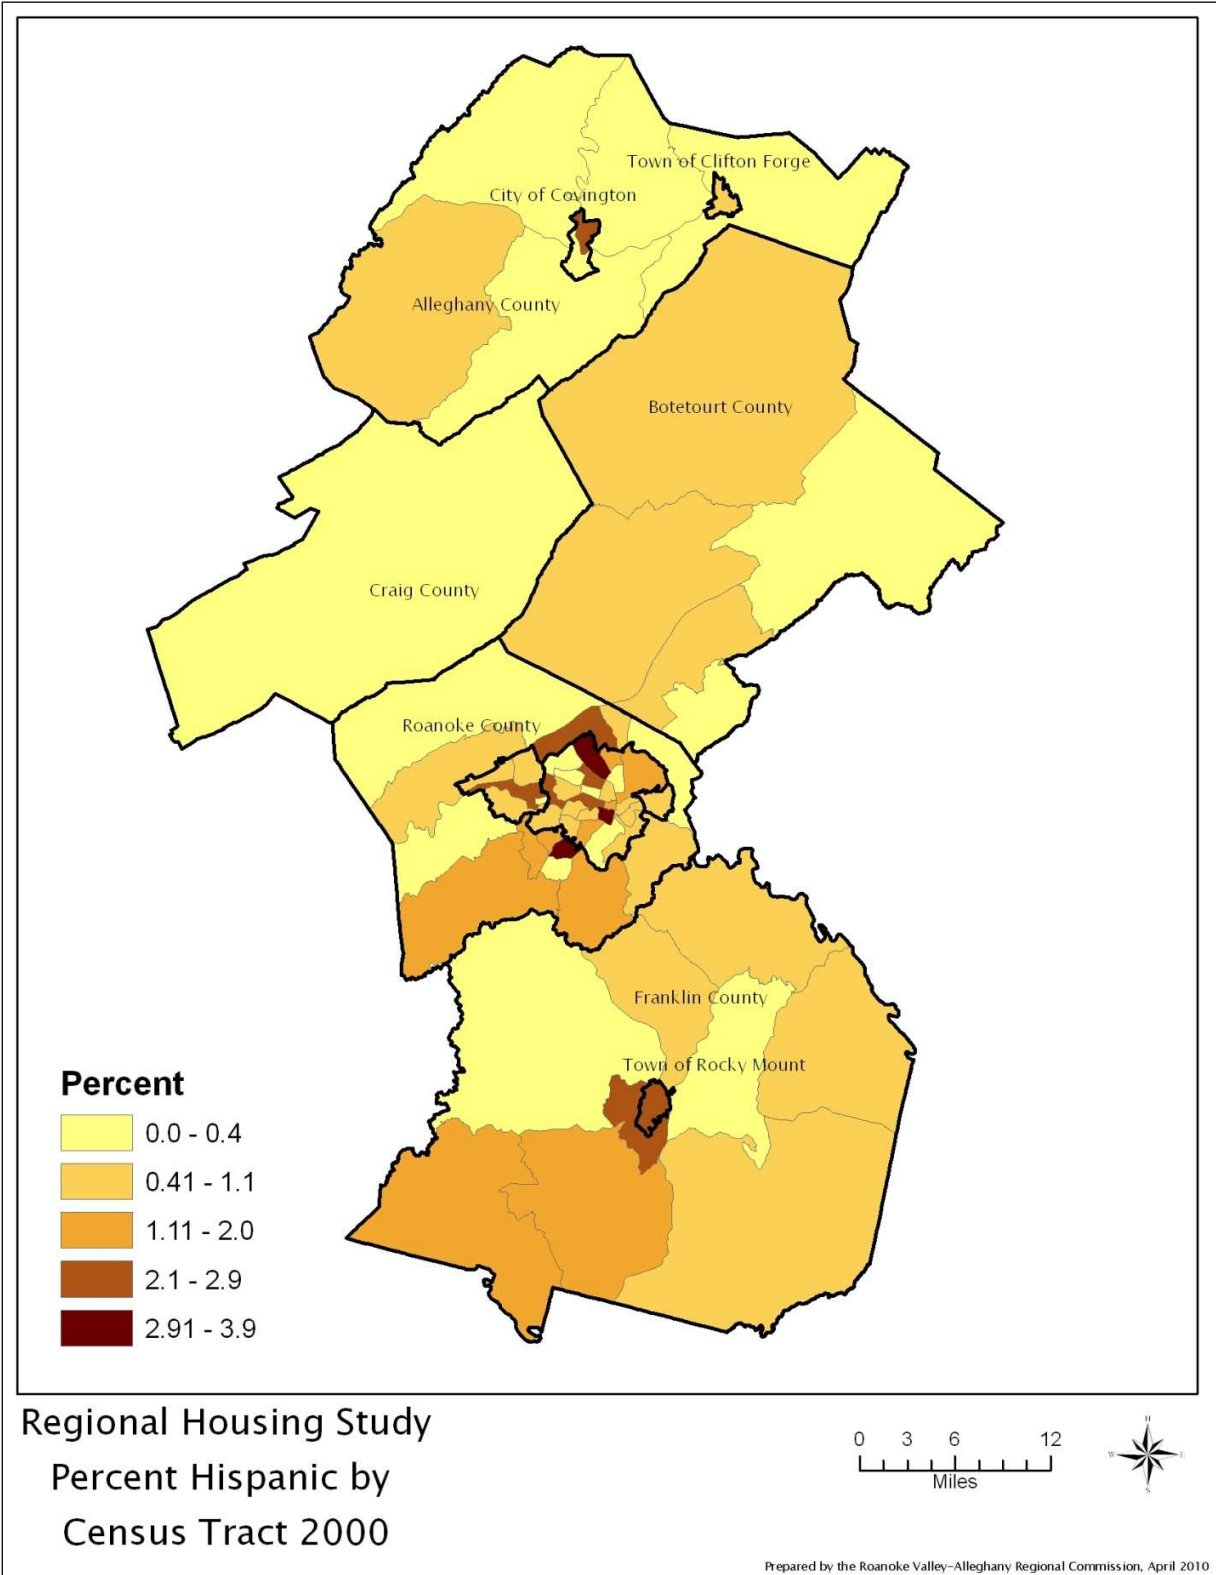 Town of Clifton Forge
City of Covington
Alleghany County
Botetourt County
Craig County
Roanoke County
Franklin County
Town of Rocky Mount
Percent
0.0 - 0.4
0.41 - 1.1
1.11 - 2.0
2.1 - 2.9
2.91 - 3.9
Regional Housing Study
Percent Hispanic by
Census Tract 2000
0 3 6 12
Miles
W
S
Prepared by the Roanoke Valley-Alleghany Regional Commission, April 2010